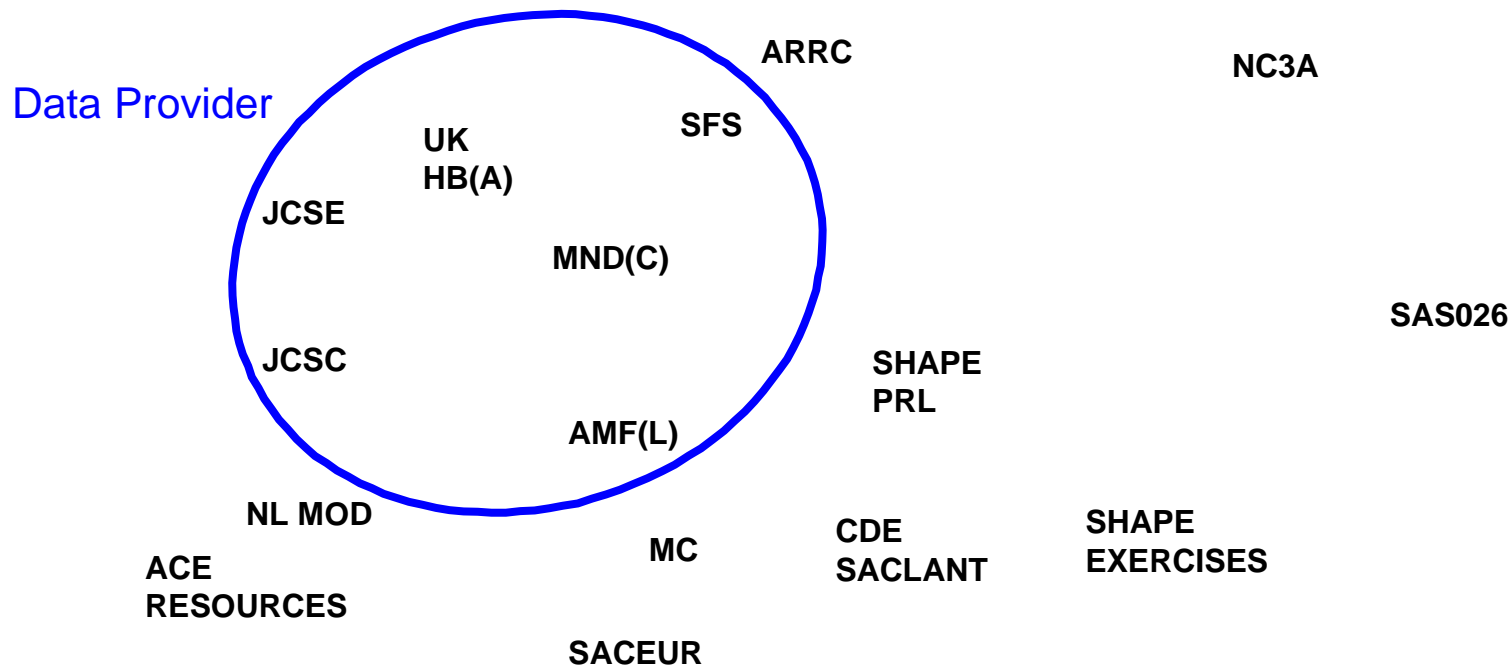 ARRC
NC3A
Data Provider
SFS
UK
HB(A)
JCSE
MND(C)
SAS026
JCSC
SHAPE
PRL
AMF(L)
NL MOD
MC
CDE
SACLANT
SHAPE
EXERCISES
ACE
RESOURCES
SACEUR